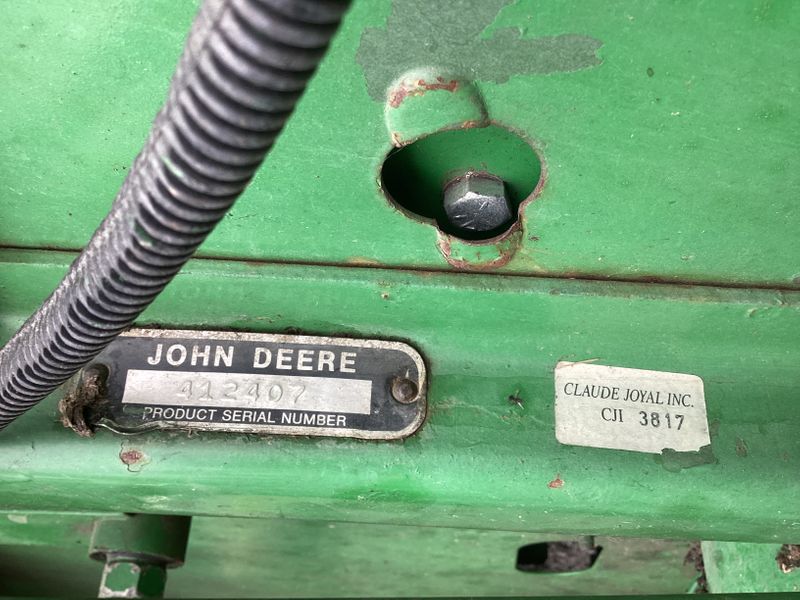 JOHN DEERE
412407
PRODUCT SERIAL NUMBER
CLAUDE JOYAL INC.
CJI 3817